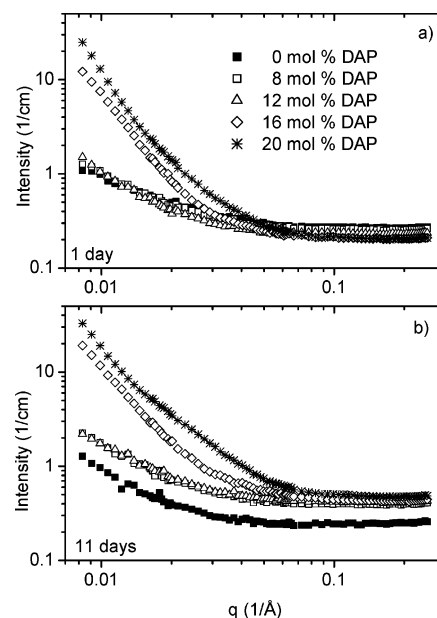 a)
0 mol % DAP
8 mol % DAP
12 mol % DAP
16 mol % DAP
20 mol % DAP
10
1
0.1
Intensity (1/cm)
1 day
0.01
0.1
b)
10
1
0.1
Intensity (1/cm)
11 days
0.01
0.1
q (1/Å)